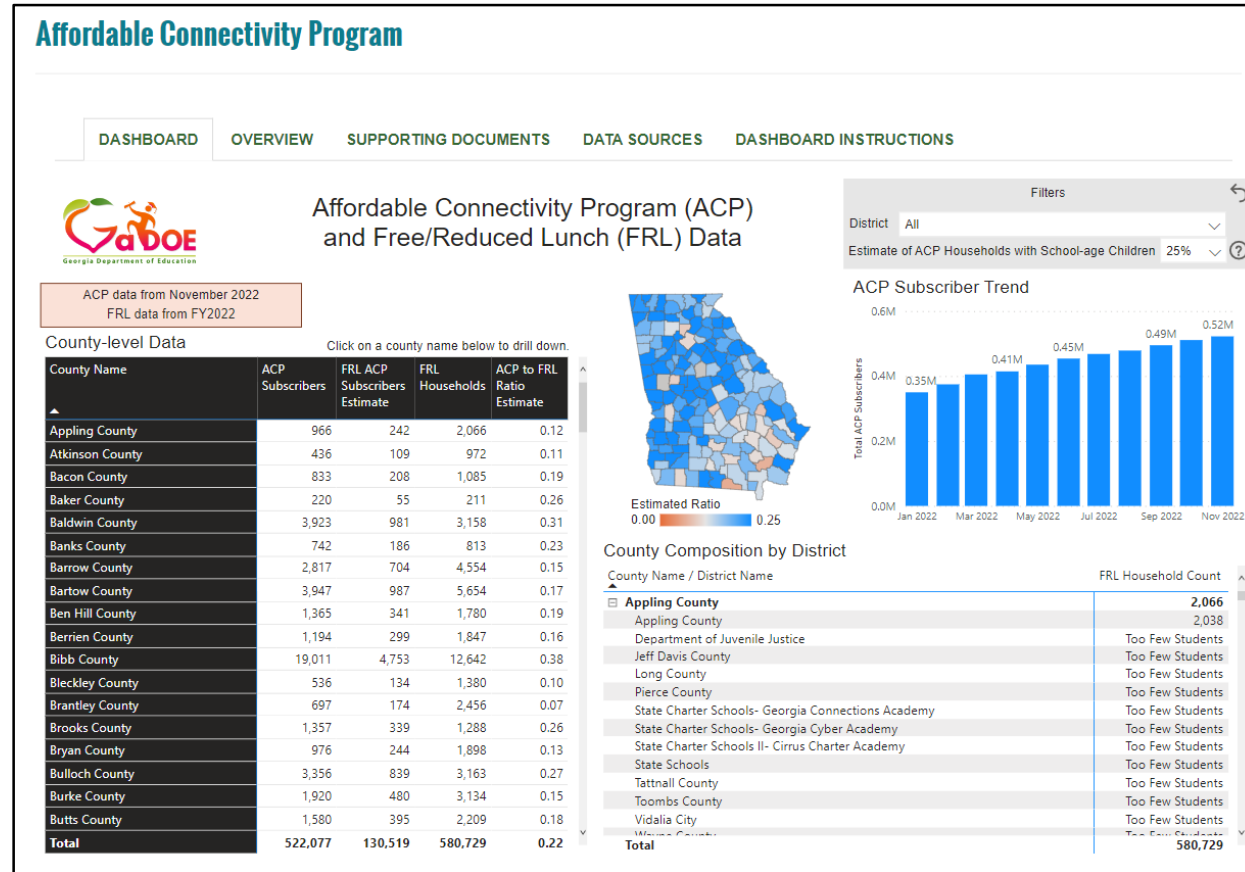 Affordable Connectivity Program
DASHBOARD OVERVIEW SUPPORTING DOCUMENTS DATA SOURCES DASHBOARD INSTRUCTIONS
GaDOE
Georgia Department of Education
Affordable Connectivity Program (ACP)
and Free/Reduced Lunch (FRL) Data
Filters
District All
Estimate of ACP Households with School-age Children 25% ?
ACP data from November 2022
FRL data from FY2022
County-level Data
Click on a county name below to drill down.
County Name ACP Subscribers FRL ACP Subscribers Estimate FRL Households ACP to FRL Ratio Estimate
Appling County 966 242 2,066 0.12
Atkinson County 436 109 972 0.11
Bacon County 833 208 1,085 0.19
Baker County 220 55 211 0.26
Baldwin County 3,923 981 3,158 0.31
Banks County 742 186 813 0.23
Barrow County 2,817 704 4,554 0.15
Bartow County 3,947 987 5,654 0.17
Ben Hill County 1,365 341 1,780 0.19
Berrien County 1,194 299 1,847 0.16
Bibb County 19,011 4,753 12,642 0.38
Bleckley County 536 134 1,380 0.10
Brantley County 697 174 2,456 0.07
Brooks County 1,357 339 1,288 0.26
Bryan County 976 244 1,898 0.13
Bulloch County 3,356 839 3,163 0.27
Burke County 1,920 480 3,134 0.15
Butts County 1,580 395 2,209 0.18
Total 522,077 130,519 580,729 0.22
Estimated Ratio
0.00 0.25
ACP Subscriber Trend
Total ACP Subscribers
0.6M
0.4M
0.2M
0.0M
0.35M 0.41M 0.45M 0.49M 0.52M
Jan 2022 Mar 2022 May 2022 Jul 2022 Sep 2022 Nov 2022
County Composition by District
County Name / District Name FRL Household Count
Appling County 2,066
Appling County 2,038
Department of Juvenile Justice Too Few Students
Jeff Davis County Too Few Students
Long County Too Few Students
Pierce County Too Few Students
State Charter Schools- Georgia Connections Academy Too Few Students
State Charter Schools- Georgia Cyber Academy Too Few Students
State Charter Schools II- Cirrus Charter Academy Too Few Students
State Schools Too Few Students
Tattnall County Too Few Students
Toombs County Too Few Students
Vidalia City Too Few Students
Wayne County Too Few Students
Total 580,729